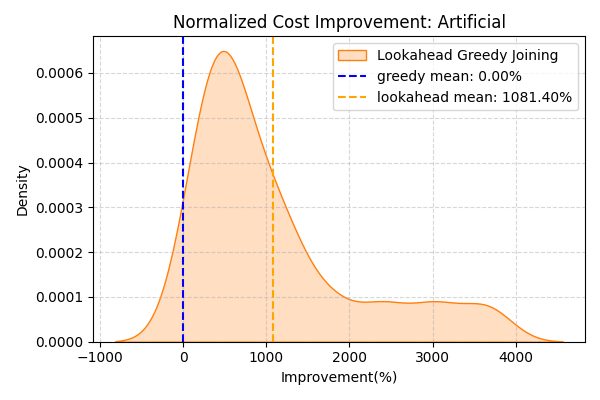 Normalized Cost Improvement: Artificial
Lookahead Greedy Joining
greedy mean: 0.00%
lookahead mean: 1081.40%
Density
0.0006
0.0005
0.0004
0.0003
0.0002
0.0001
0.0000
−1000 0 1000 2000 3000 4000
Improvement(%)